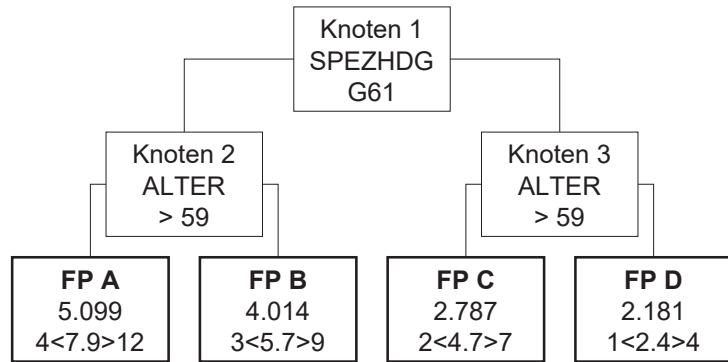 Knoten 1
SPEZHDG
G61
Knoten 2
ALTER
> 59
Knoten 3
ALTER
> 59
FP A
5.099
4<7.9>12
FP B
4.014
3<5.7>9
FP C
2.787
2<4.7>7
FP D
2.181
1<2.4>4